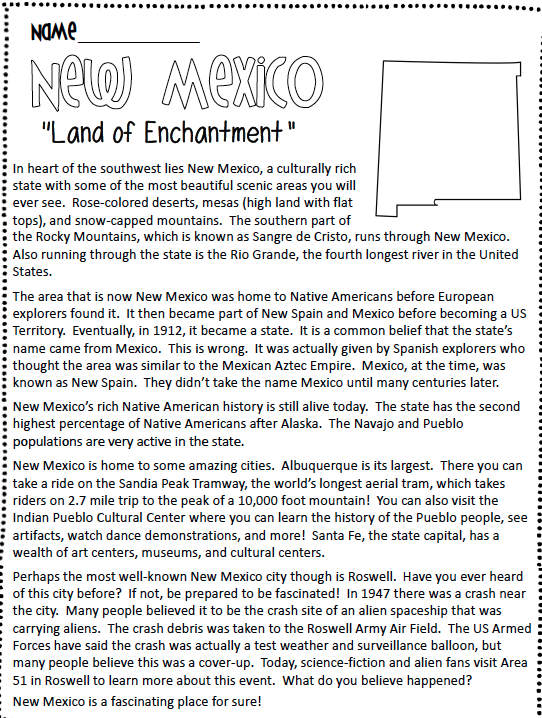 Name
New Mexico
"Land of Enchantment"
In heart of the southwest lies New Mexico, a culturally rich
state with some of the most beautiful scenic areas you will
ever see. Rose-colored deserts, mesas (high land with flat
tops), and snow-capped mountains. The southern part of
the Rocky Mountains, which is known as Sangre de Cristo, runs through New Mexico.
Also running through the state is the Rio Grande, the fourth longest river in the United
States.
The area that is now New Mexico was home to Native Americans before European
explorers found it. It then became part of New Spain and Mexico before becoming a US
Territory. Eventually, in 1912, it became a state. It is a common belief that the state's
name came from Mexico. This is wrong. It was actually given by Spanish explorers who
thought the area was similar to the Mexican Aztec Empire. Mexico, at the time, was
known as New Spain. They didn't take the name Mexico until many centuries later.
New Mexico's rich Native American history is still alive today. The state has the second
highest percentage of Native Americans after Alaska. The Navajo and Pueblo
populations are very active in the state.
New Mexico is home to some amazing cities. Albuquerque is its largest. There you can
take a ride on the Sandia Peak Tramway, the world's longest aerial tram, which takes
riders on 2.7 mile trip to the peak of a 10,000 foot mountain! You can also visit the
Indian Pueblo Cultural Center where you can learn the history of the Pueblo people, see
artifacts, watch dance demonstrations, and more! Santa Fe, the state capital, has a
wealth of art centers, museums, and cultural centers.
Perhaps the most well-known New Mexico city though is Roswell. Have you ever heard
of this city before? If not, be prepared to be fascinated! In 1947 there was a crash near
the city. Many people believed it to be the crash site of an alien spaceship that was
carrying aliens. The crash debris was taken to the Roswell Army Air Field. The US Armed
Forces have said the crash was actually a test weather and surveillance balloon, but
many people believe this was a cover-up. Today, science-fiction and alien fans visit Area
51 in Roswell to learn more about this event. What do you believe happened?
New Mexico is a fascinating place for sure!